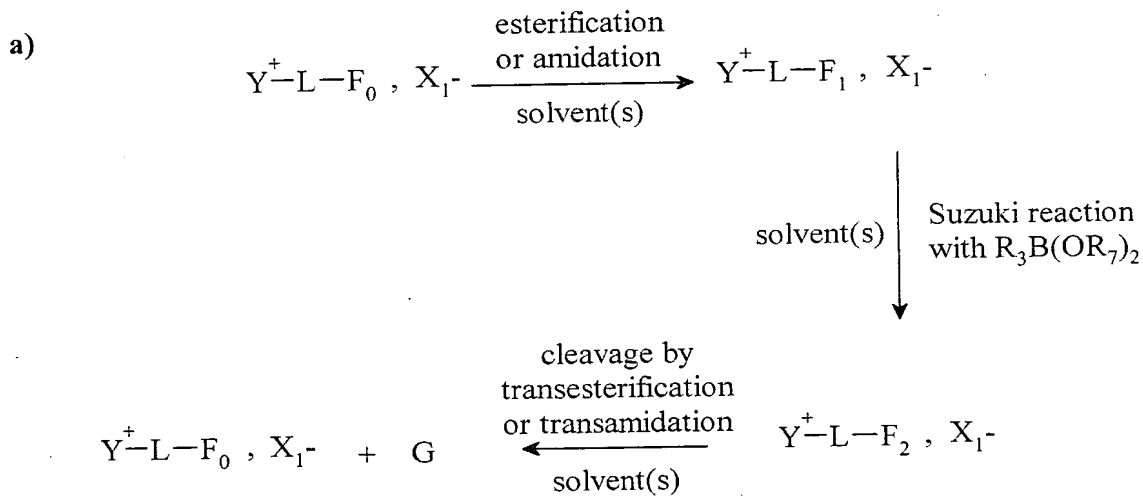 a)
esterification
or amidation
Y⁺–L–F₀ , X₁-
solvent(s)
Y⁺–L–F₁ , X₁-
solvent(s)
Suzuki reaction
with R₃B(OR₇)₂
cleavage by
transesterification
or transamidation
Y⁺–L–F₀ , X₁- + G
solvent(s)
Y⁺–L–F₂ , X₁-